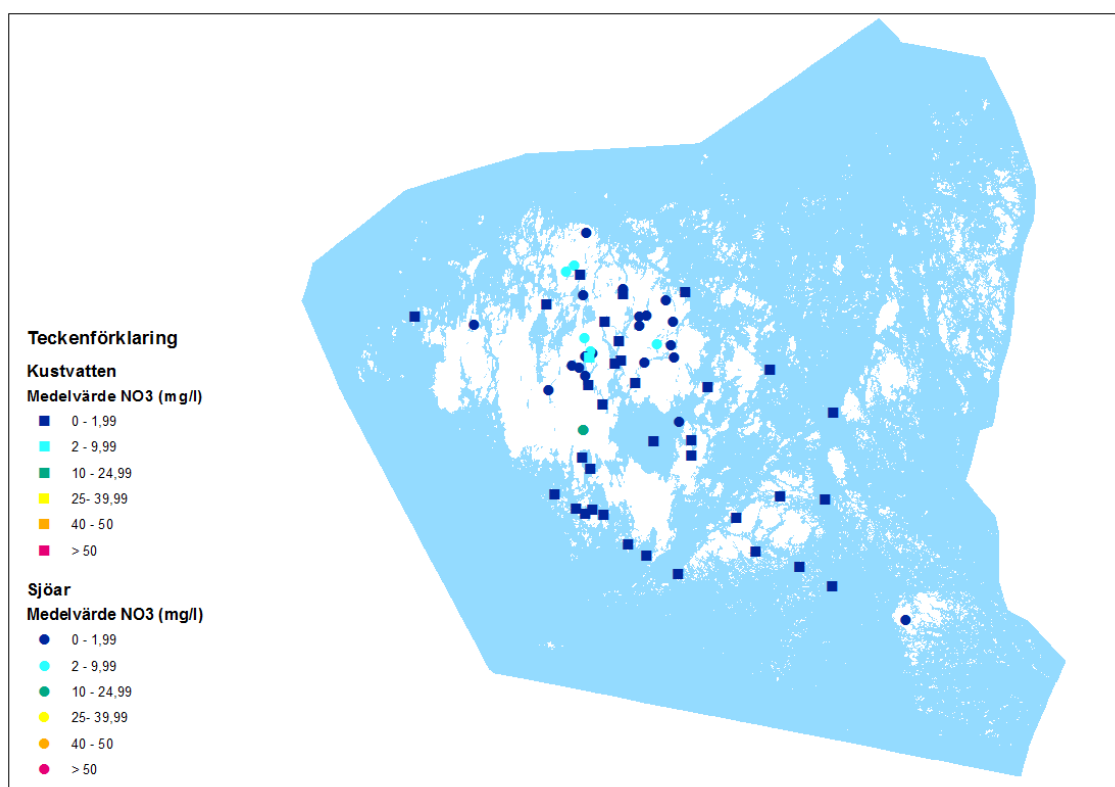 Teckenförklaring
Kustvatten
Medelvärde NO3 (mg/l)
0 - 1,99
2 - 9,99
10 - 24,99
25- 39,99
40 - 50
> 50
Sjöar
Medelvärde NO3 (mg/l)
0 - 1,99
2 - 9,99
10 - 24,99
25- 39,99
40 - 50
> 50